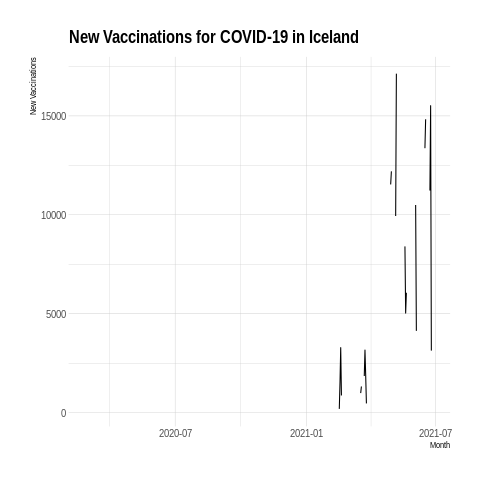 New Vaccinations for COVID-19 in Iceland
New Vaccinations
15000
10000
5000
0
2020-07
2021-01
2021-07
Month